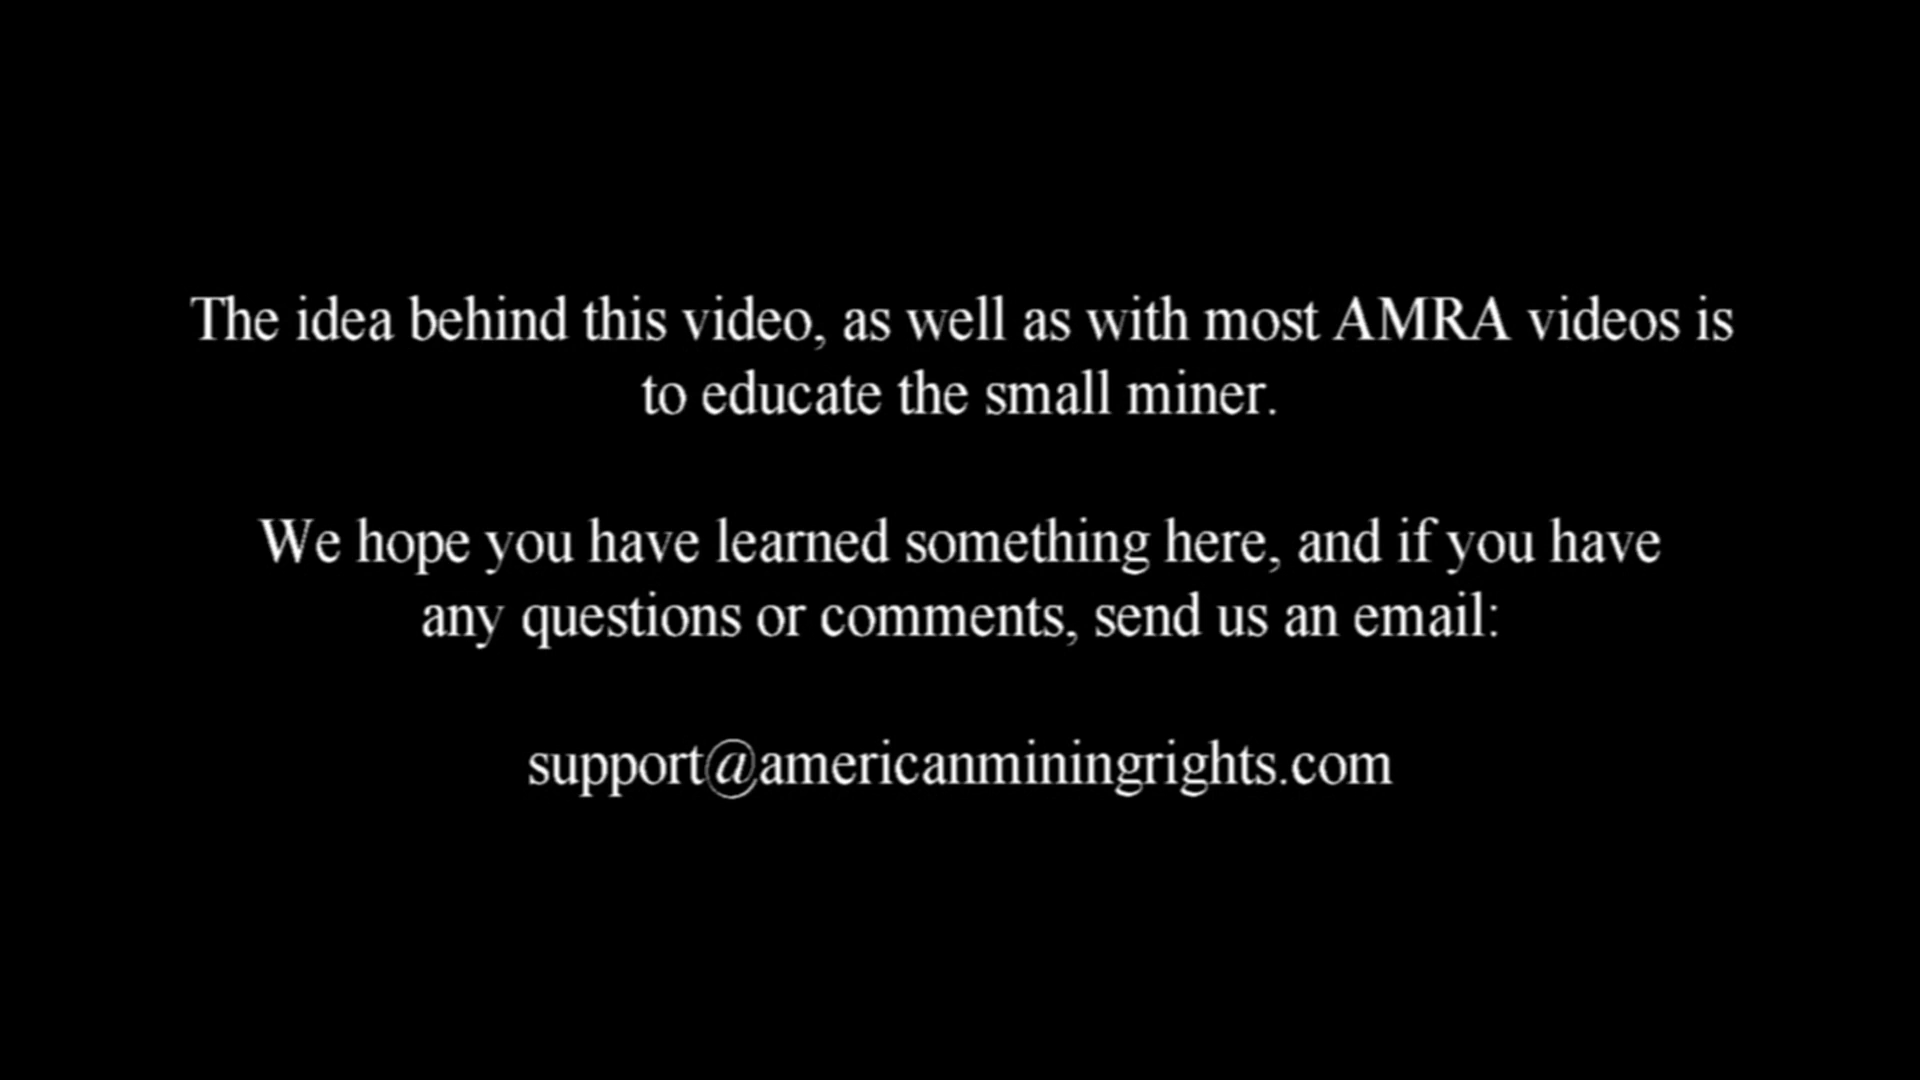 The idea behind this video, as well as with most AMRA videos is
to educate the small miner.
We hope you have learned something here, and if you have
any questions or comments, send us an email:
support@americanminingrights.com